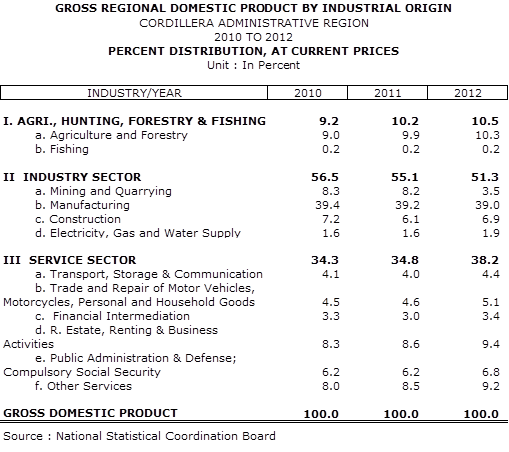 GROSS REGIONAL DOMESTIC PRODUCT BY INDUSTRIAL ORIGIN
CORDILLERA ADMINISTRATIVE REGION
2010 TO 2012
PERCENT DISTRIBUTION, AT CURRENT PRICES
Unit : In Percent
INDUSTRY/YEAR 2010 2011 2012
I. AGRI., HUNTING, FORESTRY & FISHING 9.2 10.2 10.5
a. Agriculture and Forestry 9.0 9.9 10.3
b. Fishing 0.2 0.2 0.2
II INDUSTRY SECTOR 56.5 55.1 51.3
a. Mining and Quarrying 8.3 8.2 3.5
b. Manufacturing 39.4 39.2 39.0
c. Construction 7.2 6.1 6.9
d. Electricity, Gas and Water Supply 1.6 1.6 1.9
III SERVICE SECTOR 34.3 34.8 38.2
a. Transport, Storage & Communication 4.1 4.0 4.4
b. Trade and Repair of Motor Vehicles,
Motorcycles, Personal and Household Goods 4.5 4.6 5.1
c. Financial Intermediation 3.3 3.0 3.4
d. R. Estate, Renting & Business
Activities 8.3 8.6 9.4
e. Public Administration & Defense;
Compulsory Social Security 6.2 6.2 6.8
f. Other Services 8.0 8.5 9.2
GROSS DOMESTIC PRODUCT 100.0 100.0 100.0
Source : National Statistical Coordination Board